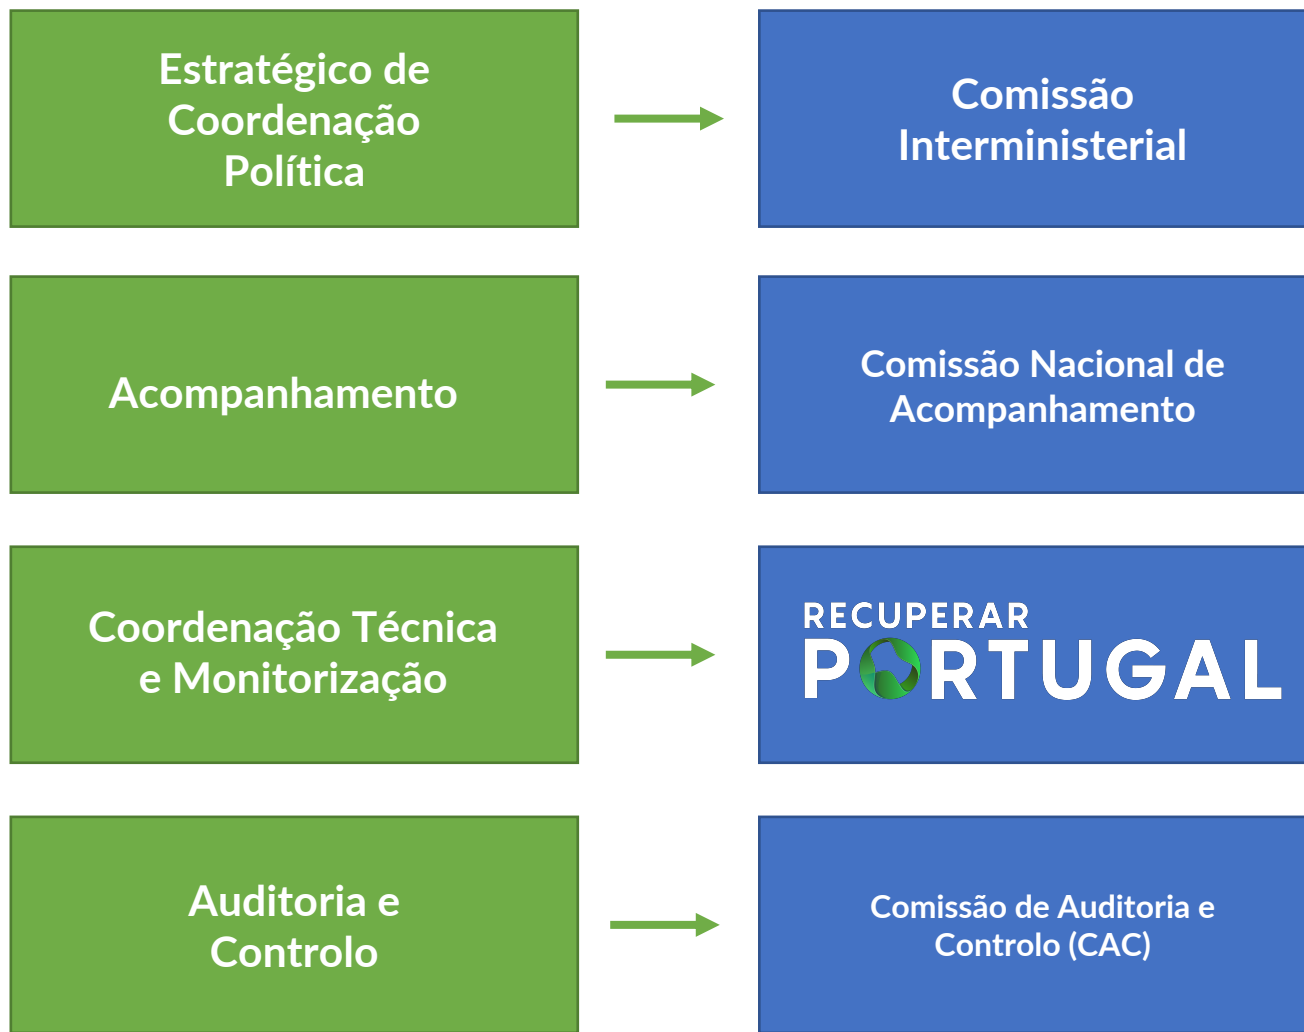 Estratégico de
Coordenação
Política
Comissão
Interministerial
Acompanhamento
Comissão Nacional de
Acompanhamento
Coordenação Técnica
e Monitorização
RECUPERAR
PORTUGAL
Auditoria e
Controlo
Comissão de Auditoria e
Controlo (CAC)